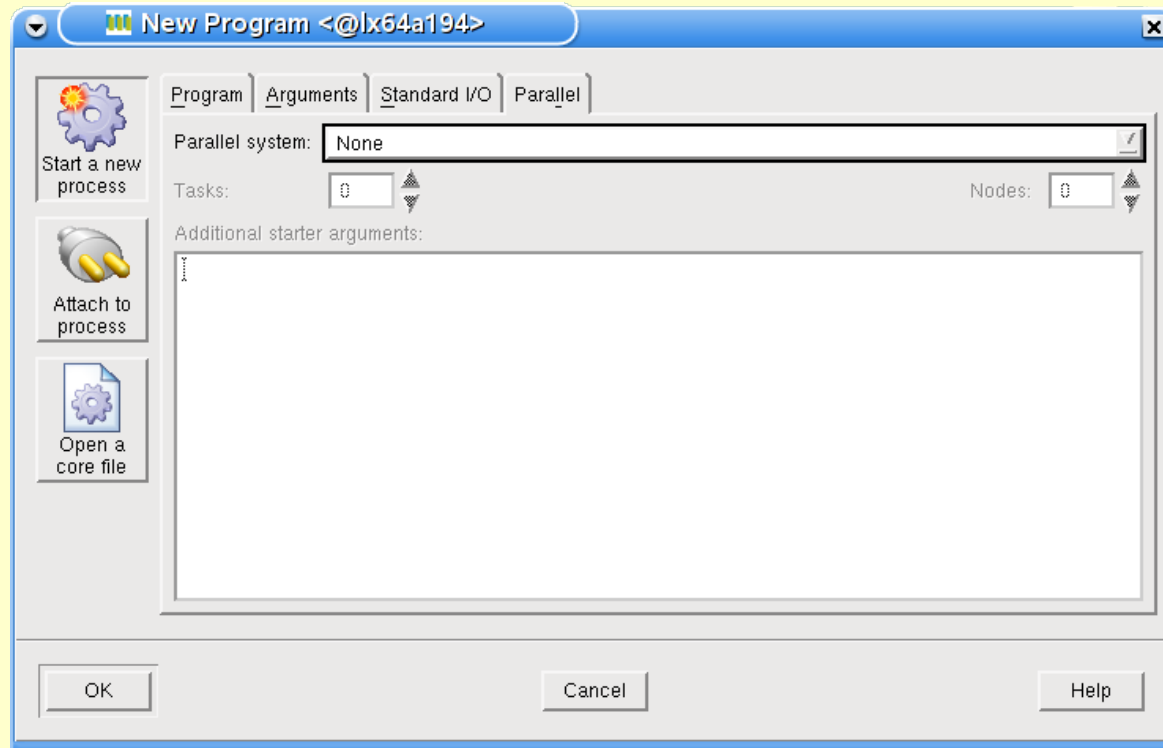 New Program <@lx64a194>
Start a new
process
Attach to
process
Open a
core file
Program Arguments Standard I/O Parallel
Parallel system: None
Tasks: 0 Nodes: 0
Additional starter arguments:
OK Cancel Help